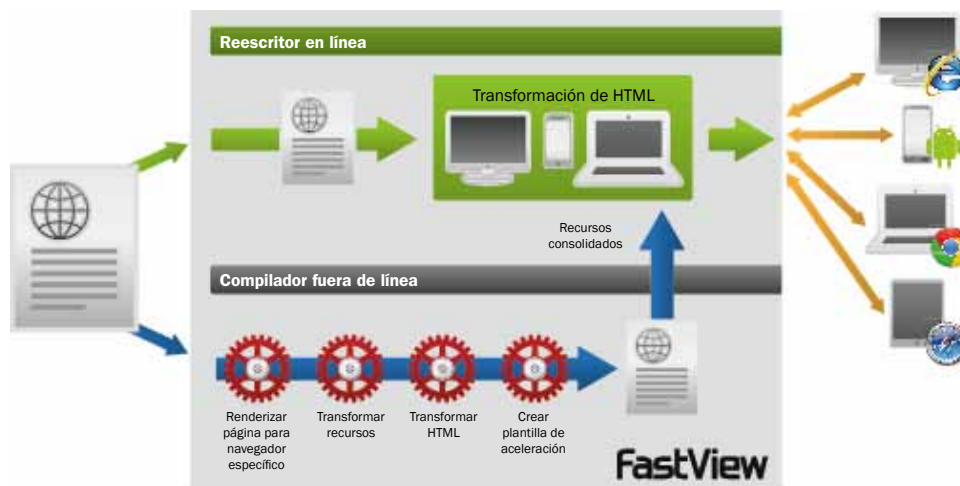 Reescritor en línea
Transformación de HTML
Recursos
consolidados
Compilador fuera de línea
Renderizar
página para
navegador
específico
Transformar
recursos
Transformar
HTML
Crear
plantilla de
aceleración
FastView